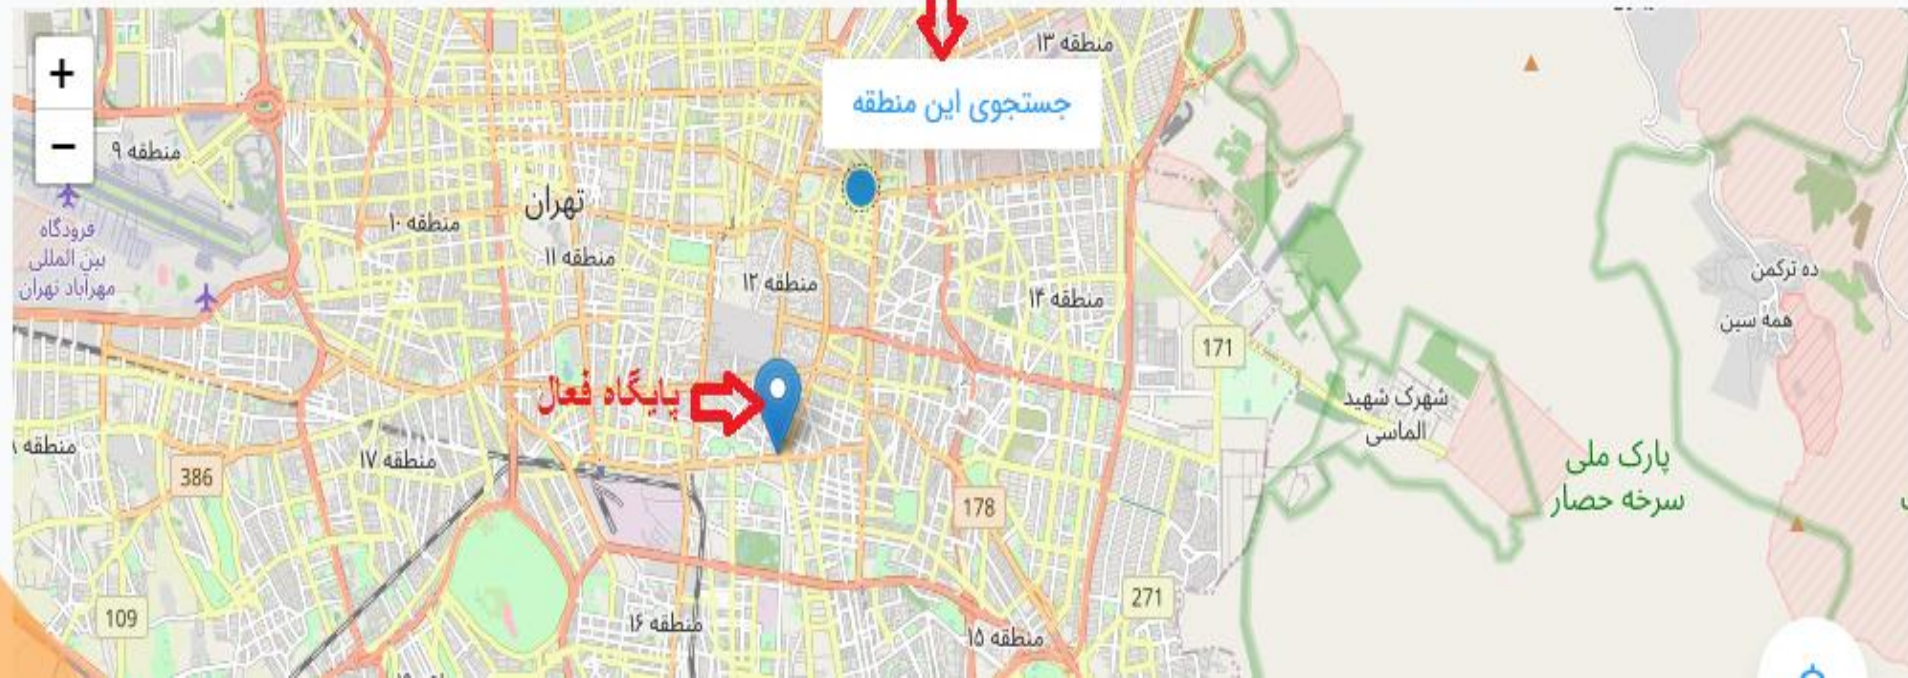 منطقه ۱۳
+
جستجوی این منطقه
−
منطقه ۹
تهران
منطقه ۱۰
فرودگاه
بین المللی
مهرآباد تهران
منطقه ۱۱
منطقه ۱۲
منطقه ۱۴
ده ترکمن
همه سین
171
پایگاه فعال
شهرک شهید
الماسی
منطقه
منطقه ۱۷
386
پارک ملی
سرخه حصار
178
271
109
منطقه ۱۶
منطقه ۱۵